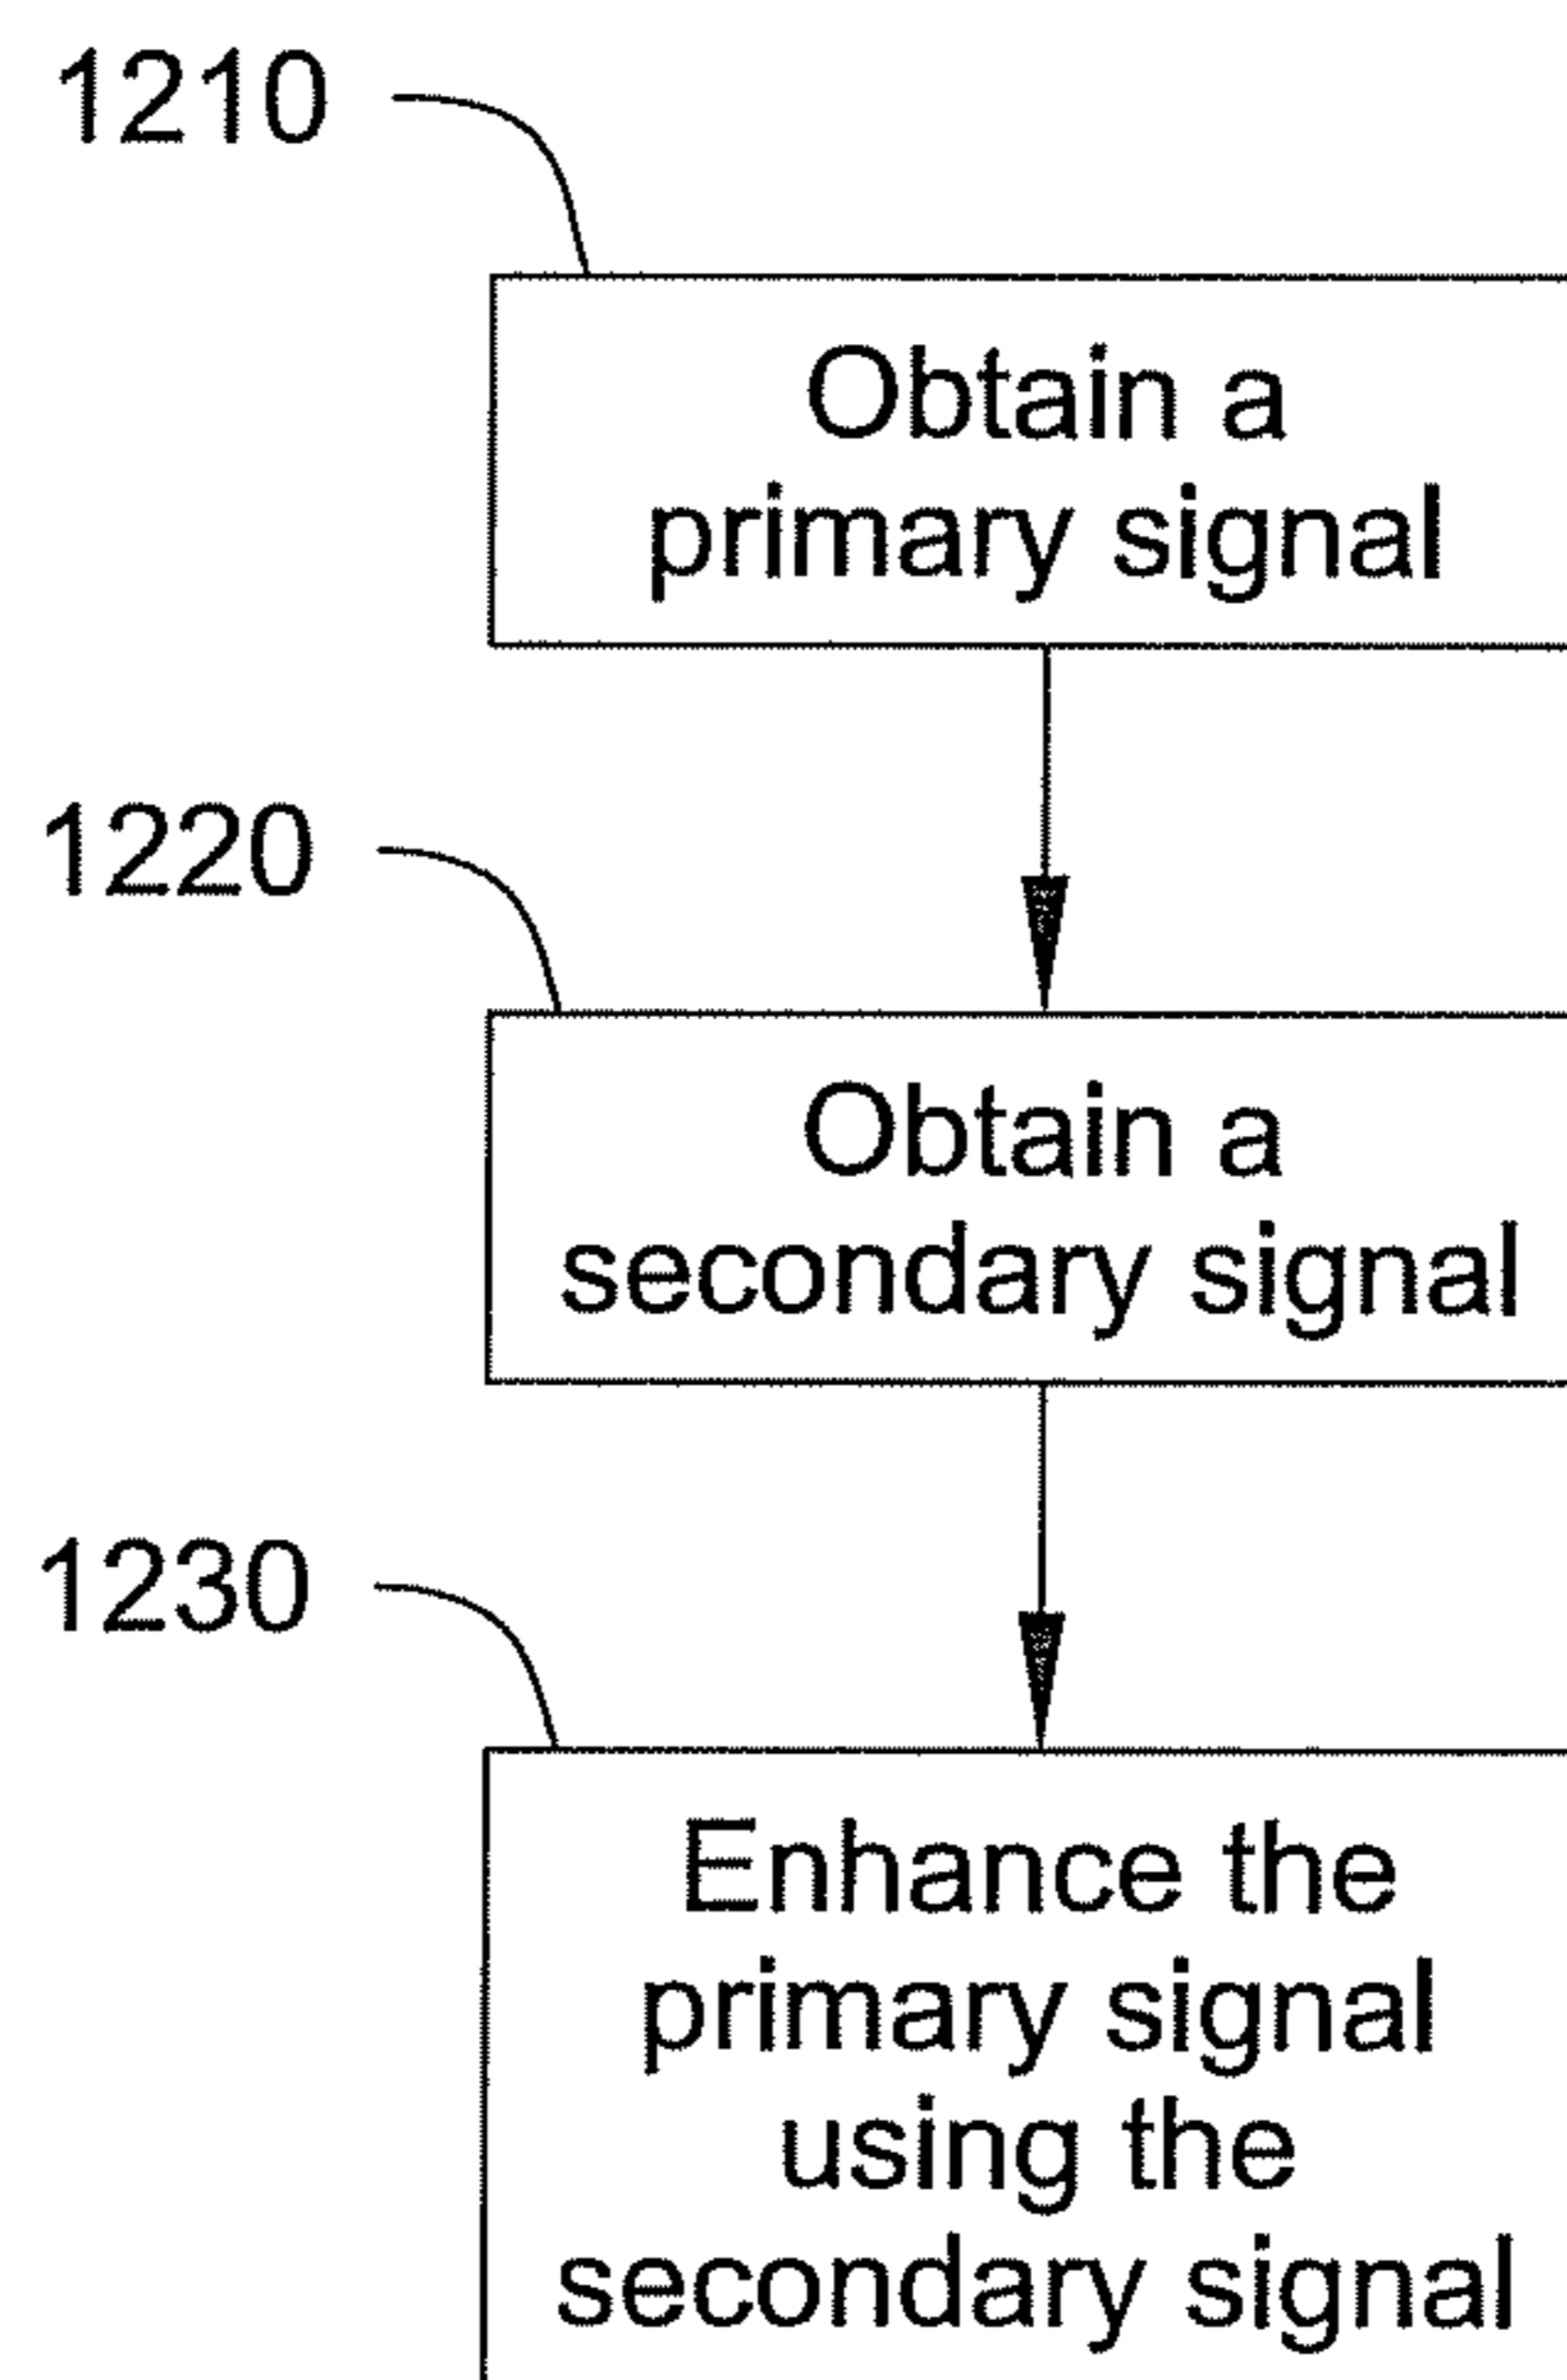 1210
Obtain a
primary signal
1220
Obtain a
secondary signal
1230
Enhance the
primary signal
using the
secondary signal